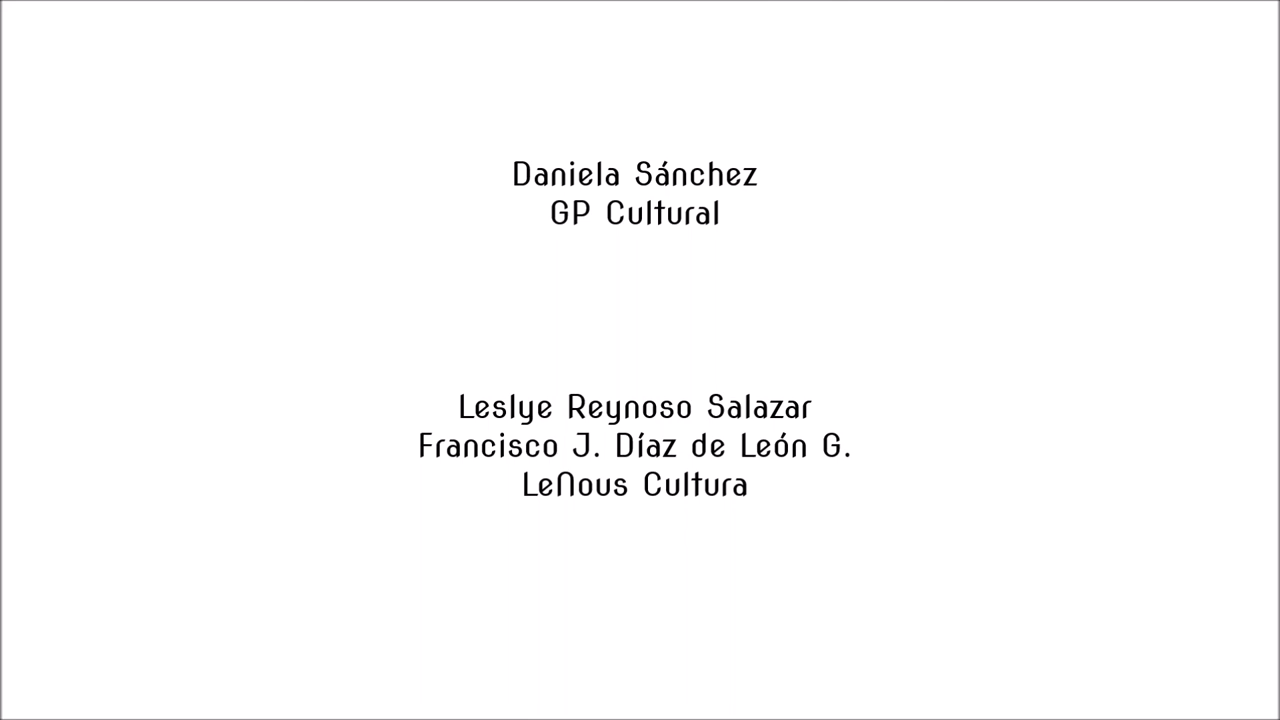 Daniela Sánchez
GP Cultural
Leslye Reynoso Salazar
Francisco J. Díaz de León G.
LeNous Cultura